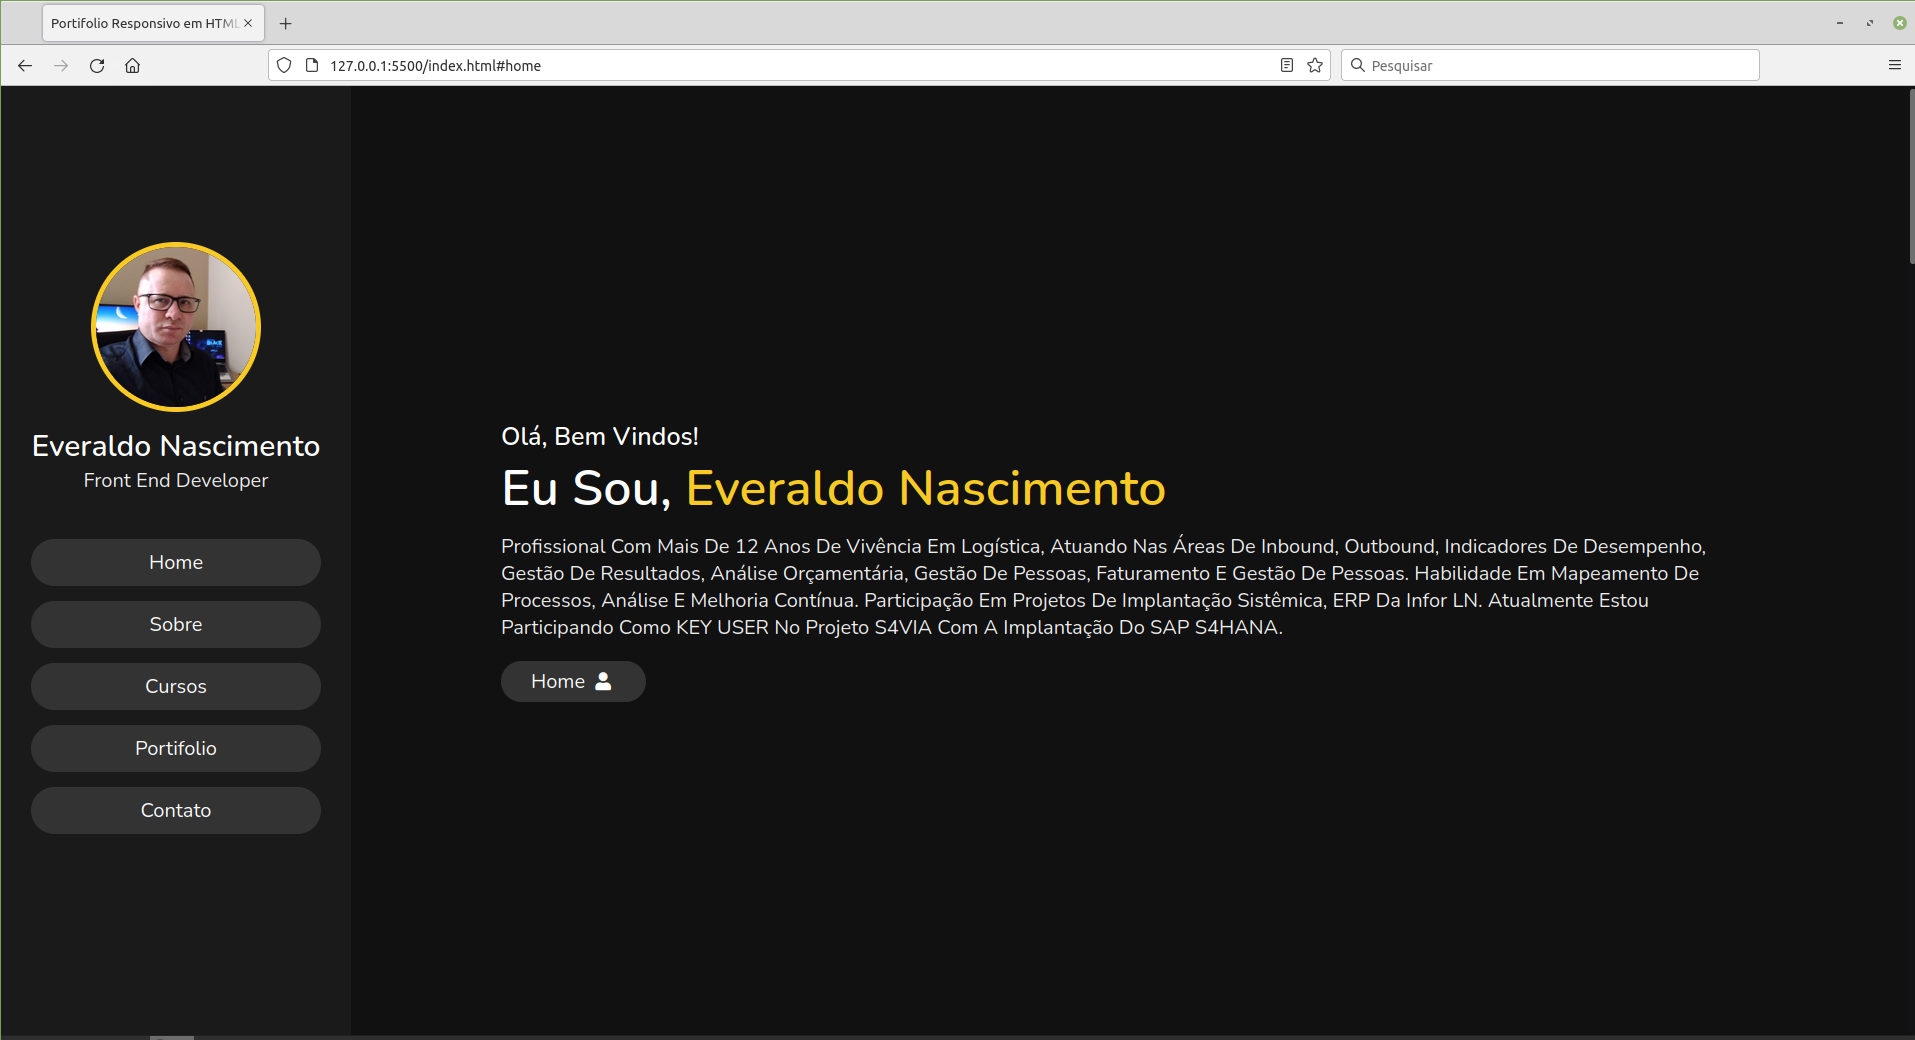 Portifolio Responsivo em HTML
127.0.0.1:5500/index.html#home
Pesquisar
Everaldo Nascimento
Front End Developer
Home
Sobre
Cursos
Portifolio
Contato
Olá, Bem Vindos!
Eu Sou, Everaldo Nascimento
Profissional Com Mais De 12 Anos De Vivência Em Logística, Atuando Nas Áreas De Inbound, Outbound, Indicadores De Desempenho,
Gestão De Resultados, Análise Orçamentária, Gestão De Pessoas, Faturamento E Gestão De Pessoas. Habilidade Em Mapeamento De
Processos, Análise E Melhoria Contínua. Participação Em Projetos De Implantação Sistêmica, ERP Da Infor LN. Atualmente Estou
Participando Como KEY USER No Projeto S4VIA Com A Implantação Do SAP S4HANA.
Home